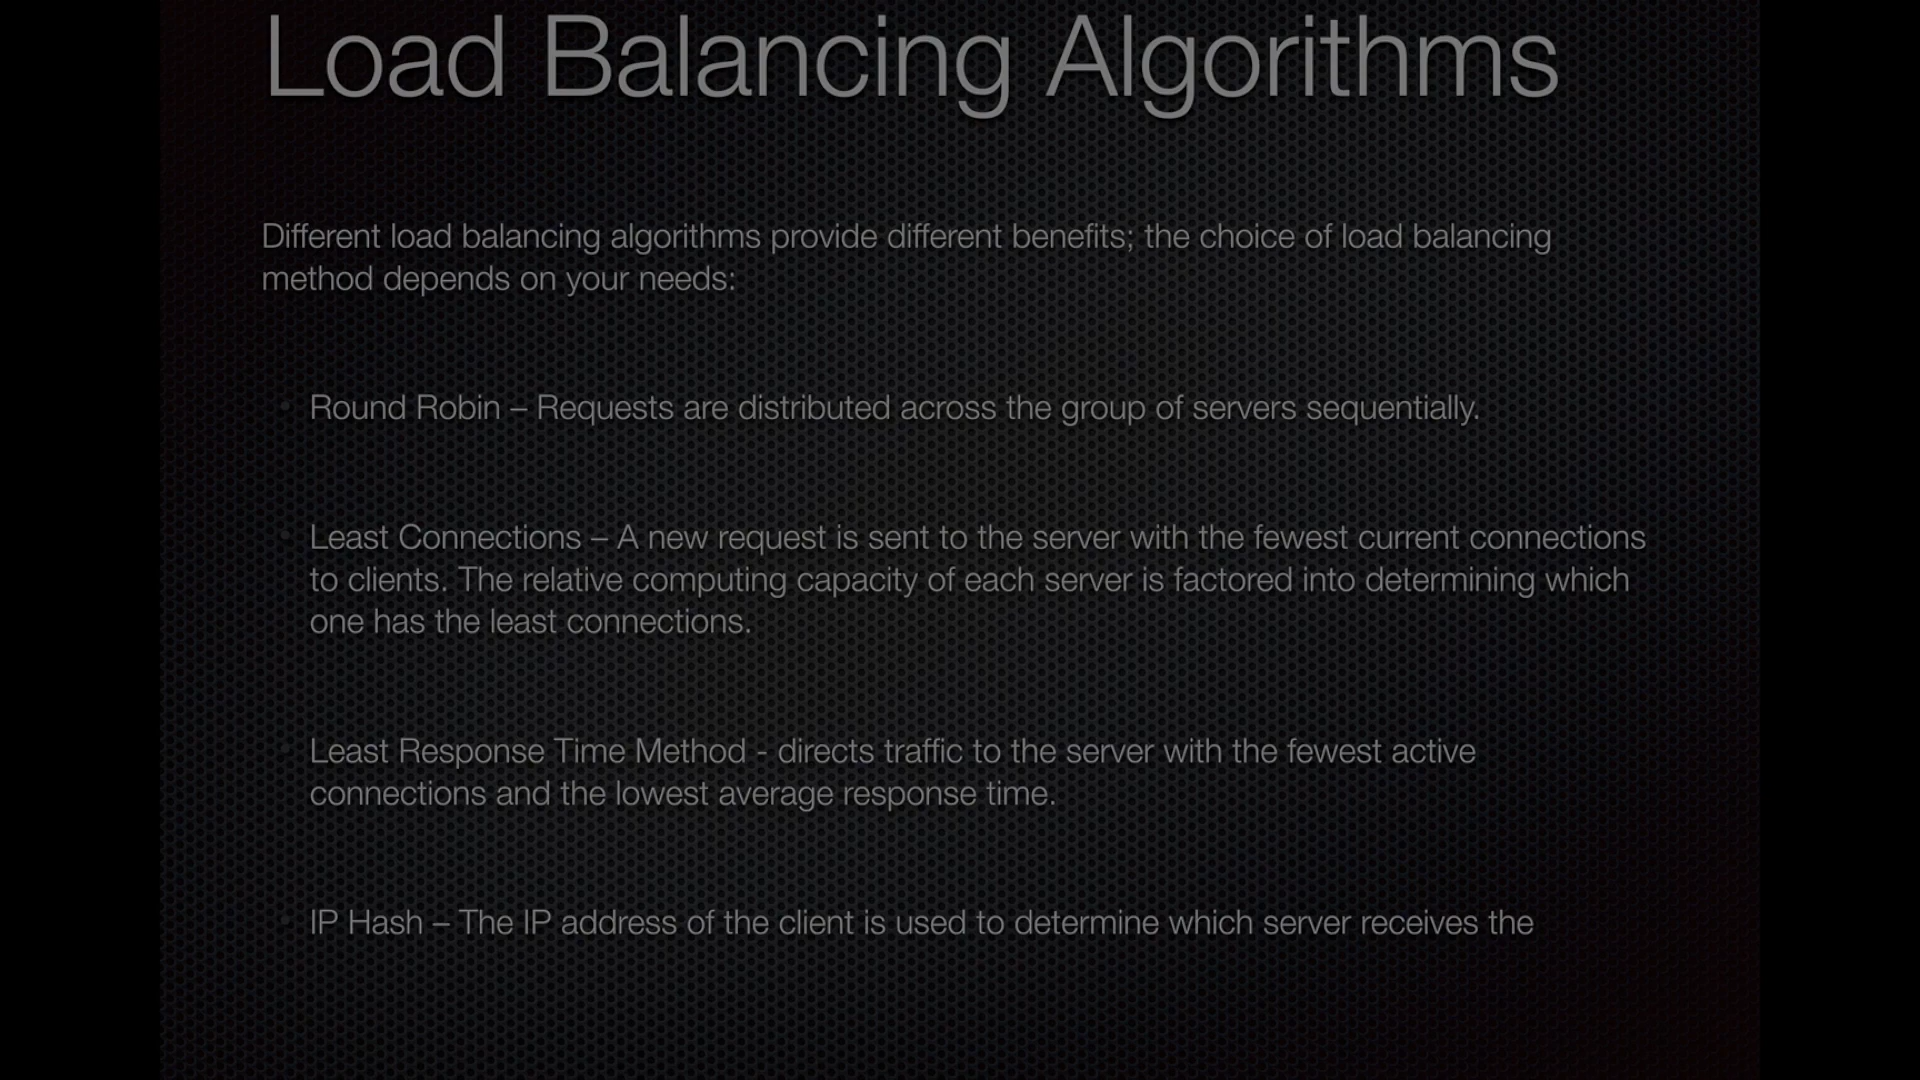 Load Balancing Algorithms
Different load balancing algorithms provide different benefits; the choice of load balancing
method depends on your needs:
• Round Robin – Requests are distributed across the group of servers sequentially.
• Least Connections – A new request is sent to the server with the fewest current connections
to clients. The relative computing capacity of each server is factored into determining which
one has the least connections.
• Least Response Time Method - directs traffic to the server with the fewest active
connections and the lowest average response time.
• IP Hash – The IP address of the client is used to determine which server receives the